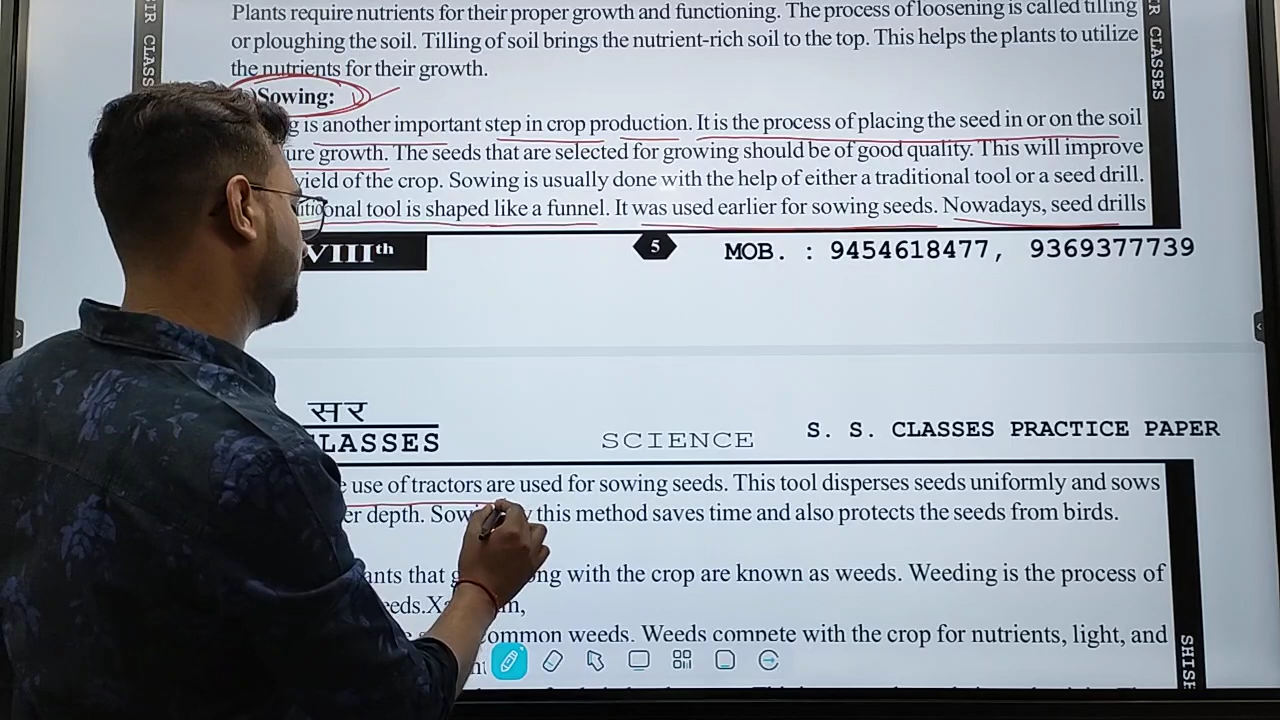 Plants require nutrients for their proper growth and functioning. The process of loosening is called tilling
or ploughing the soil. Tilling of soil brings the nutrient-rich soil to the top. This helps the plants to utilize
the nutrients for their growth.
Sowing:
is another important step in crop production. It is the process of placing the seed in or on the soil
growth. The seeds that are selected for growing should be of good quality. This will improve
yield of the crop. Sowing is usually done with the help of either a traditional tool or a seed drill.
tool is shaped like a funnel. It was used earlier for sowing seeds. Nowadays, seed drills
VIIIth
5
MOB. : 9454618477, 9369377739
CLASS
IR CLASSES
सर
CLASSES
SCIENCE
S. S. CLASSES PRACTICE PAPER
use of tractors are used for sowing seeds. This tool disperses seeds uniformly and sows
depth. this method saves time and also protects the seeds from birds.
that with the crop are known as weeds. Weeding is the process of
common weeds. Weeds compete with the crop for nutrients, light, and
SHISH